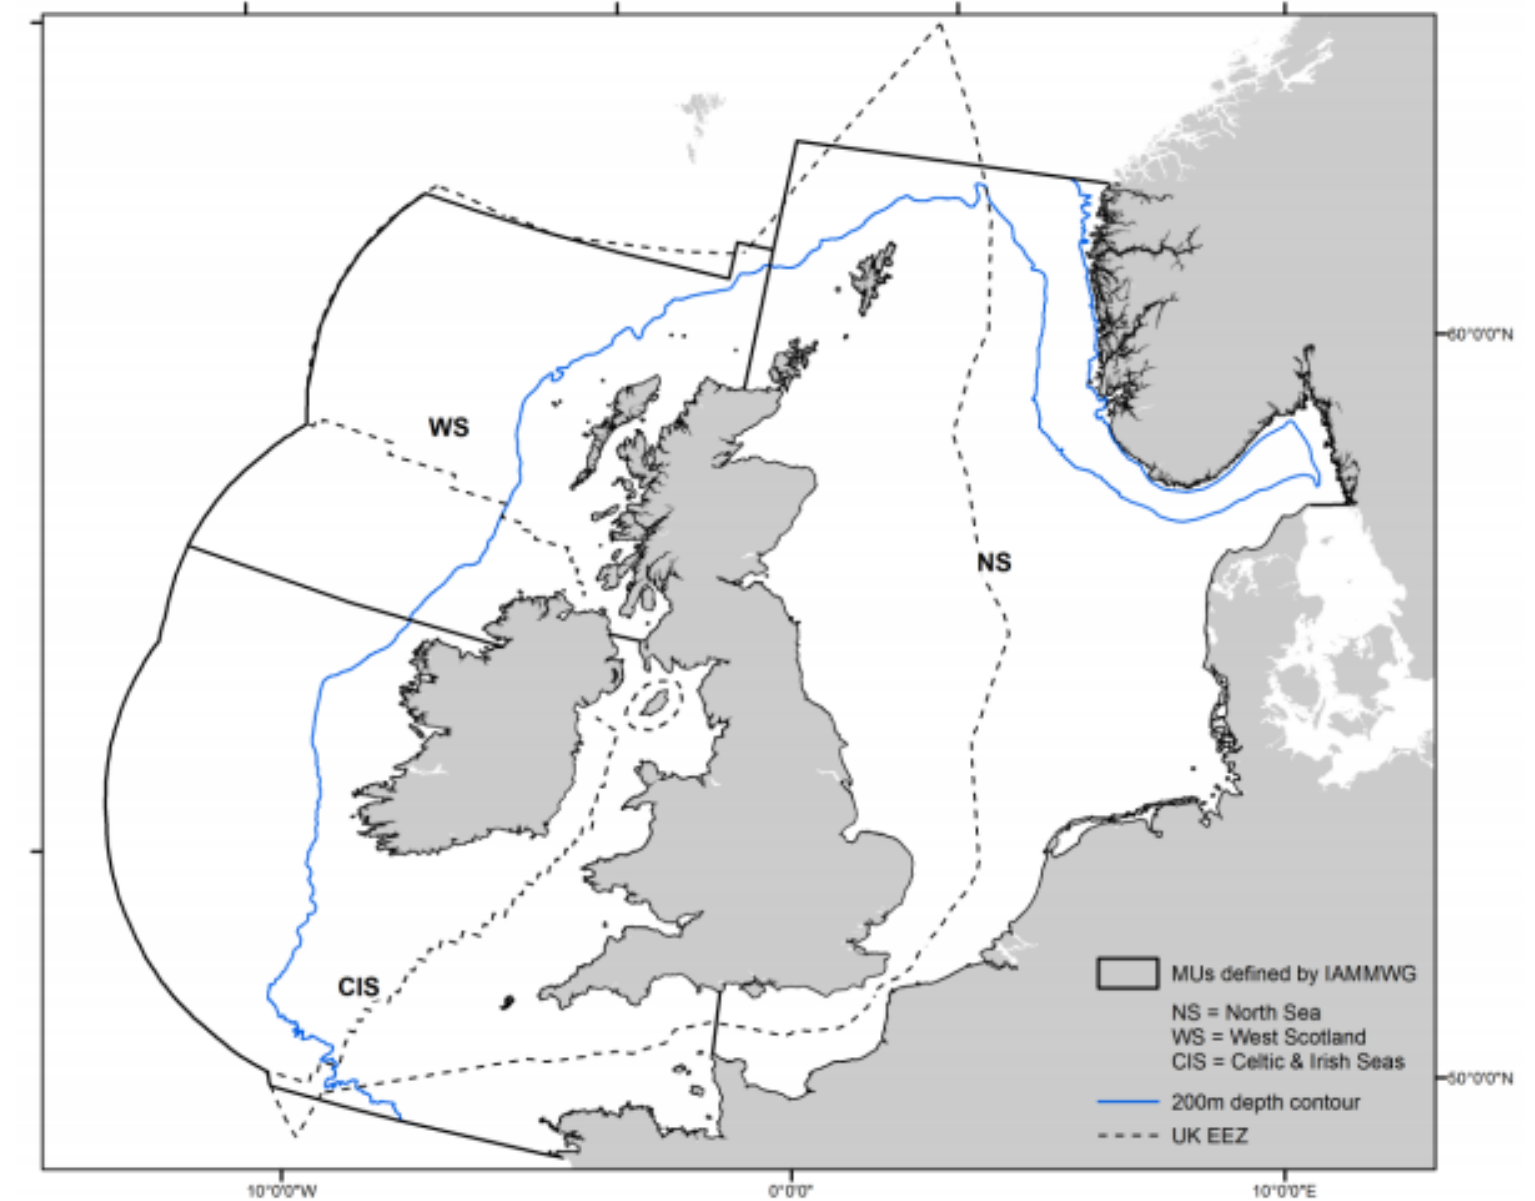 60°0'0"N
WS
NS
CIS
MUs defined by IAMMWG
NS = North Sea
WS = West Scotland
CIS = Celtic & Irish Seas
50°0'0"N
200m depth contour
UK EEZ
10°0'0"W
0°0'0"
10°0'0"E